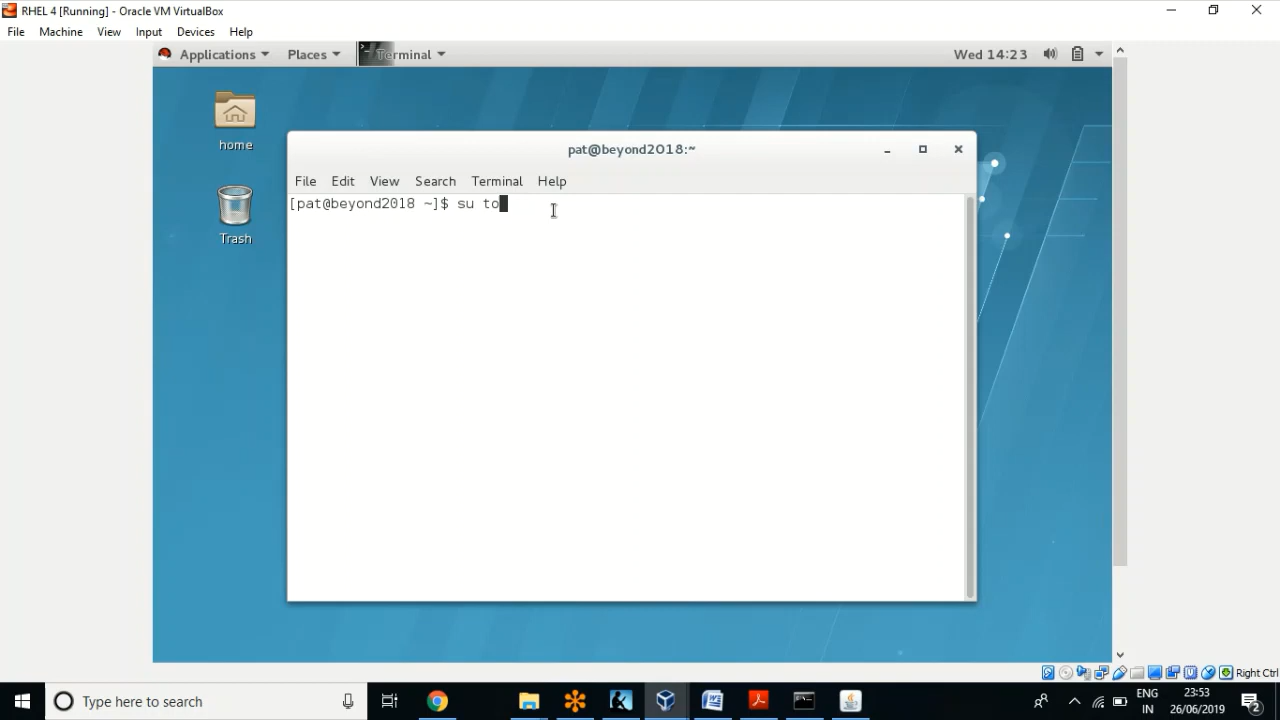 RHEL 4 [Running] - Oracle VM VirtualBox
File Machine View Input Devices Help
Applications Places Terminal Wed 14:23
home
Trash
pat@beyond2018:~
File Edit View Search Terminal Help
[pat@beyond2018 ~]$ su to
Right Ctrl
Type here to search
ENG
IN
23:53
26/06/2019
2